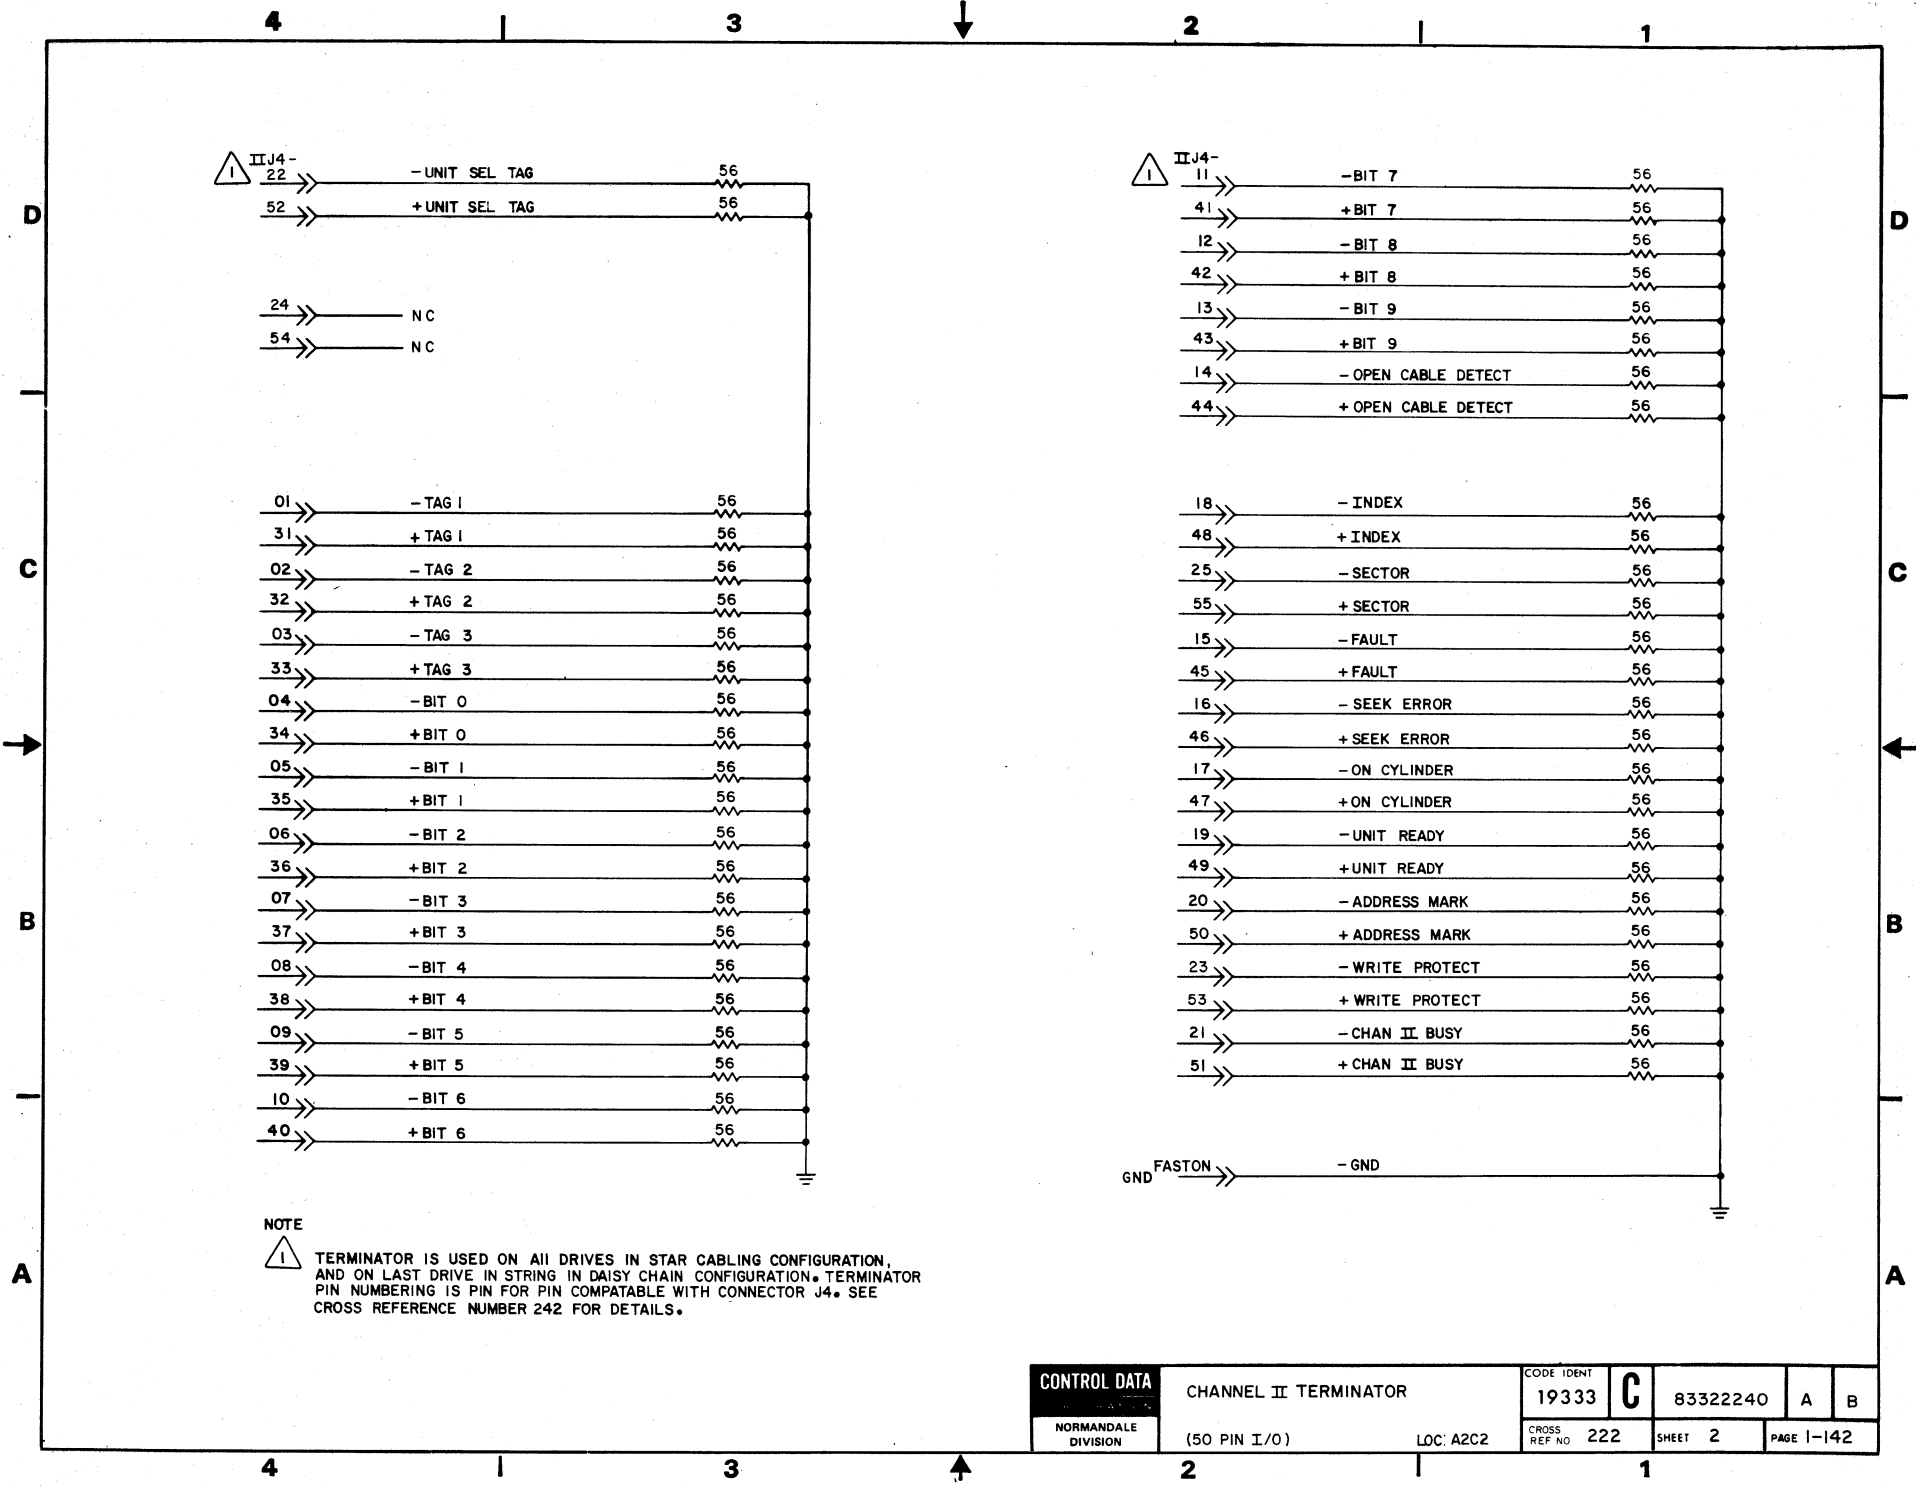 4 3 2 1
D
C
B
A
IIJ4-
22 -UNIT SEL TAG 56
52 +UNIT SEL TAG 56
24 NC
54 NC
01 -TAG 1 56
31 +TAG 1 56
02 -TAG 2 56
32 +TAG 2 56
03 -TAG 3 56
33 +TAG 3 56
04 -BIT 0 56
34 +BIT 0 56
05 -BIT 1 56
35 +BIT 1 56
06 -BIT 2 56
36 +BIT 2 56
07 -BIT 3 56
37 +BIT 3 56
08 -BIT 4 56
38 +BIT 4 56
09 -BIT 5 56
39 +BIT 5 56
10 -BIT 6 56
40 +BIT 6 56
1
IIJ4-
11 -BIT 7 56
41 +BIT 7 56
12 -BIT 8 56
42 +BIT 8 56
13 -BIT 9 56
43 +BIT 9 56
14 -OPEN CABLE DETECT 56
44 +OPEN CABLE DETECT 56
18 -INDEX 56
48 +INDEX 56
25 -SECTOR 56
55 +SECTOR 56
15 -FAULT 56
45 +FAULT 56
16 -SEEK ERROR 56
46 +SEEK ERROR 56
17 -ON CYLINDER 56
47 +ON CYLINDER 56
19 -UNIT READY 56
49 +UNIT READY 56
20 -ADDRESS MARK 56
50 +ADDRESS MARK 56
23 -WRITE PROTECT 56
53 +WRITE PROTECT 56
21 -CHAN II BUSY 56
51 +CHAN II BUSY 56
GND FASTON -GND
1
D
C
B
A
NOTE
1 TERMINATOR IS USED ON All DRIVES IN STAR CABLING CONFIGURATION,
AND ON LAST DRIVE IN STRING IN DAISY CHAIN CONFIGURATION. TERMINATOR
PIN NUMBERING IS PIN FOR PIN COMPATABLE WITH CONNECTOR J4. SEE
CROSS REFERENCE NUMBER 242 FOR DETAILS.
CONTROL DATA
NORMANDALE
DIVISION
CHANNEL II TERMINATOR
(50 PIN I/O) LOC: A2C2
CODE IDENT
19333 C 83322240 A B
CROSS
REF NO 222 SHEET 2 PAGE 1-142
4 3 2 1